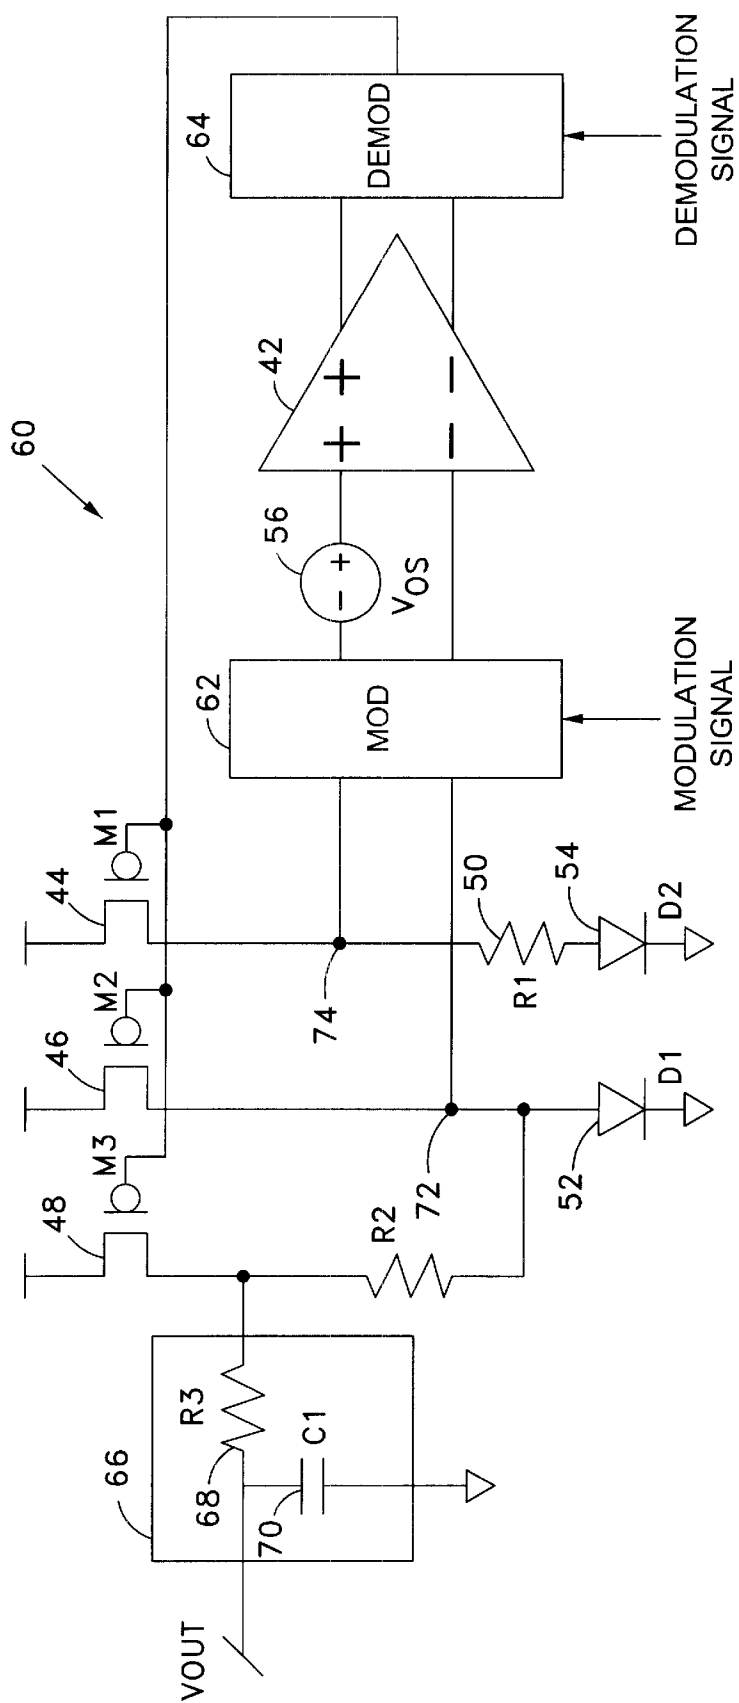 60
48
46
44
M3
M2
M1
66
VOUT
R3
64
68
62
70
56
42
C1
- +
+ +
74
R2
MOD
DEMOD
VOS
72
- -
50
R1
52
54
D1
D2
MODULATION
SIGNAL
DEMODULATION
SIGNAL